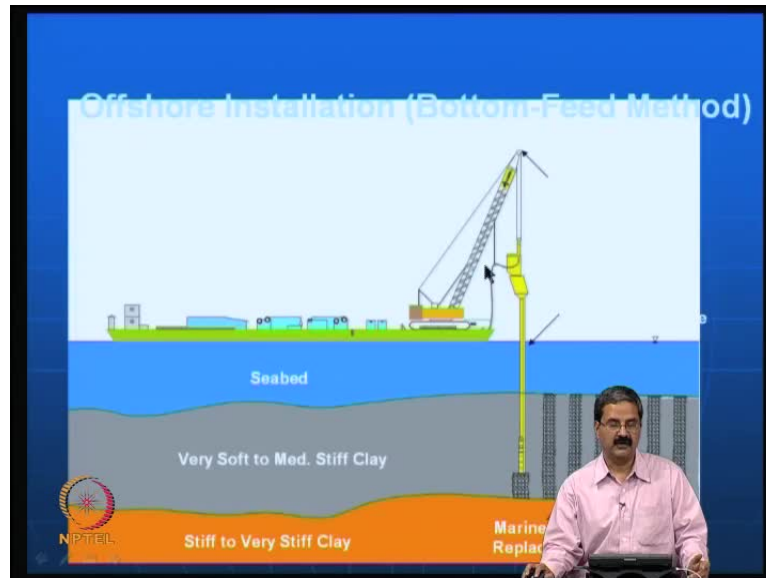 Offshore Installation (Bottom-Feed Method)
Seabed
Very Soft to Med. Stiff Clay
Stiff to Very Stiff Clay
Marine
NPTEL